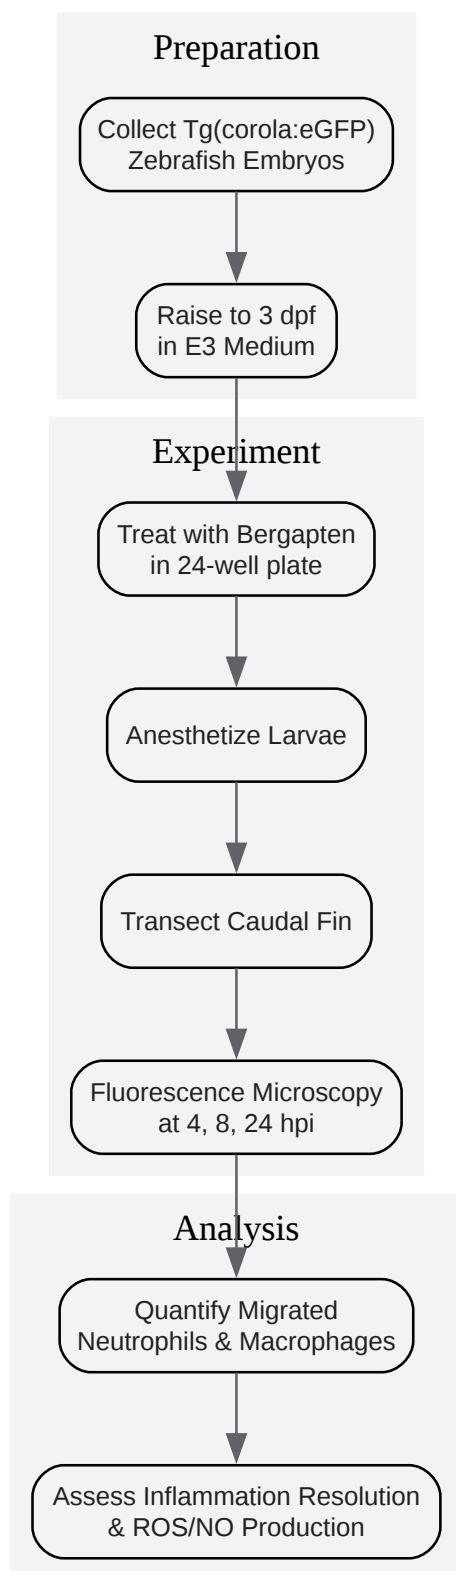 Preparation
Collect Tg(corola:eGFP)
Zebrafish Embryos
Raise to 3 dpf
in E3 Medium
Experiment
Treat with Bergapten
in 24-well plate
Anesthetize Larvae
Transect Caudal Fin
Fluorescence Microscopy
at 4, 8, 24 hpi
Analysis
Quantify Migrated
Neutrophils & Macrophages
Assess Inflammation Resolution
& ROS/NO Production